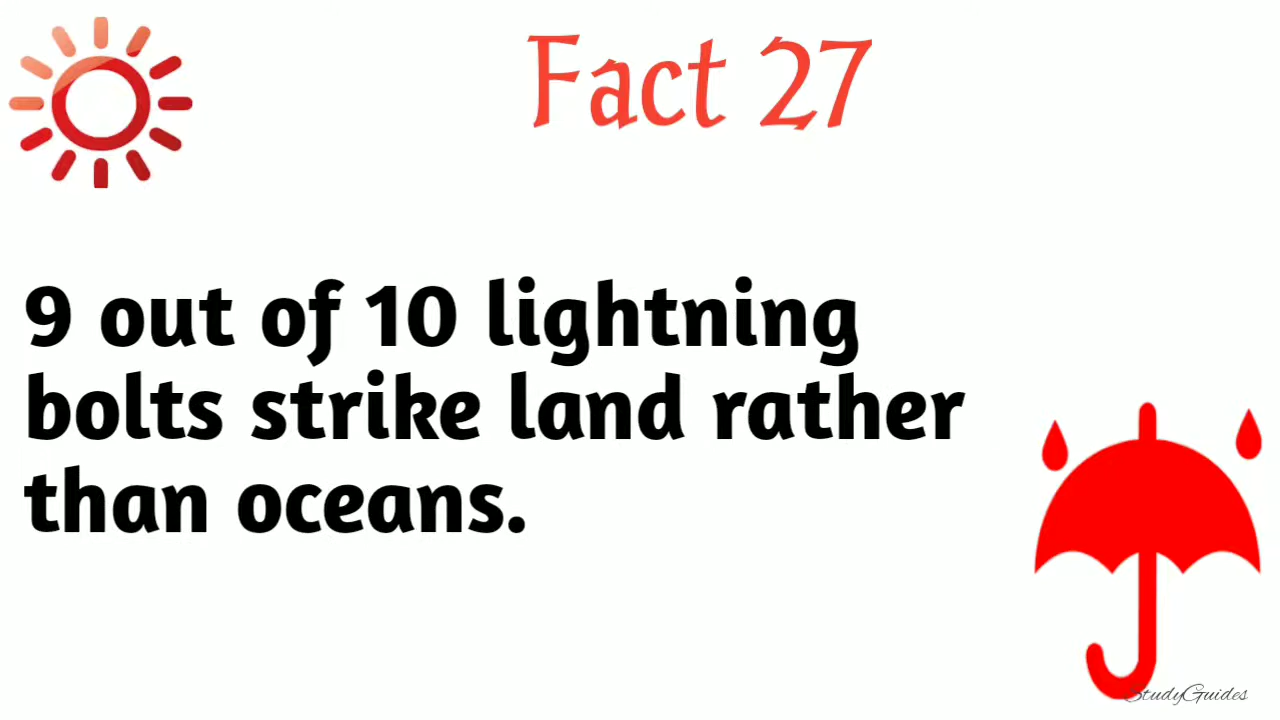 Fact 27
9 out of 10 lightning
bolts strike land rather
than oceans.
StudyGuides